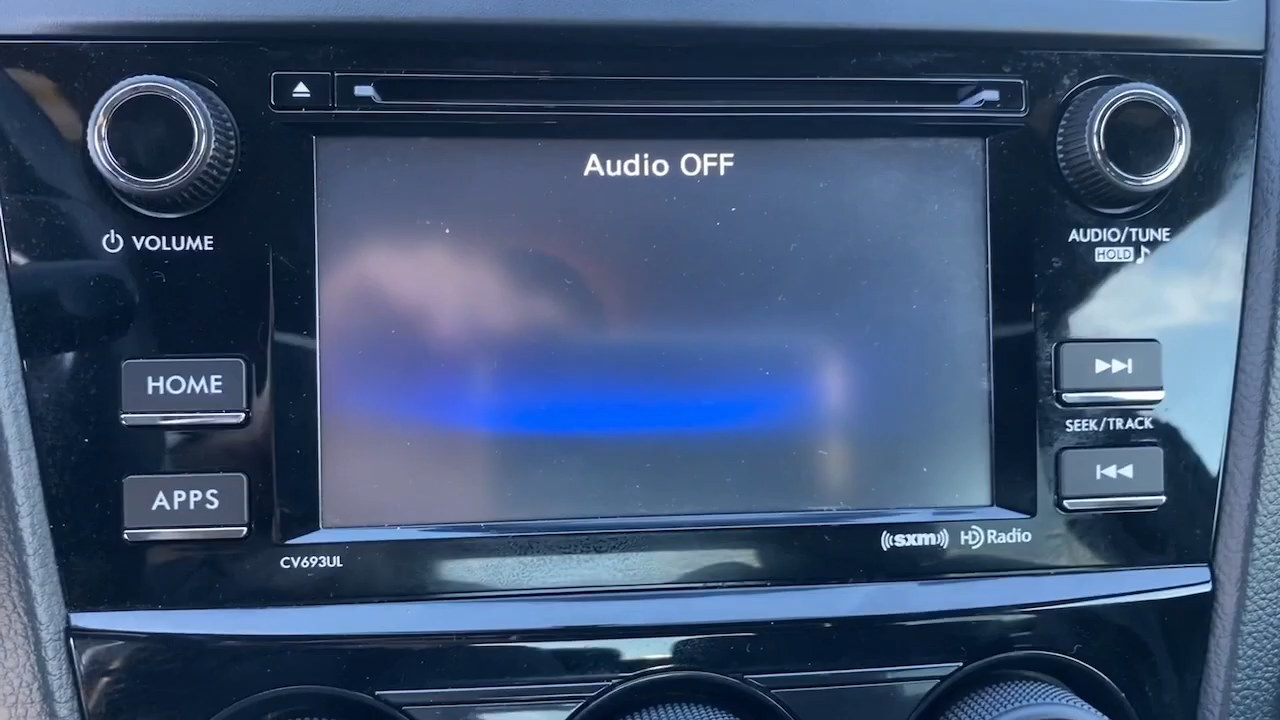 Audio OFF
VOLUME
AUDIO/TUNE
HOLD
HOME
APPS
SEEK/TRACK
CV693UL
((sxm))
HD Radio